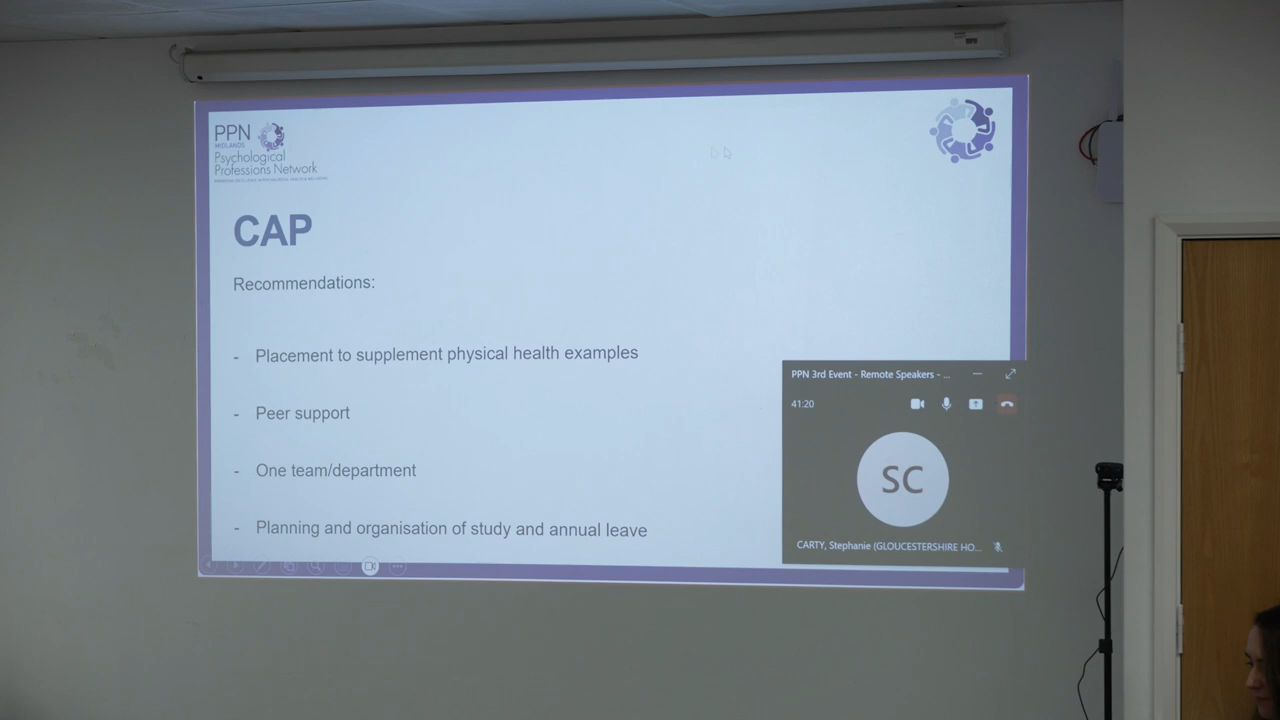 PPN
MIDLANDS
Psychological
Professions Network
CAP
Recommendations:
- Placement to supplement physical health examples
- Peer support
- One team/department
- Planning and organisation of study and annual leave
PPN 3rd Event - Remote Speakers - ...
41:20
SC
CARTY, Stephanie (GLOUCESTERSHIRE HO...